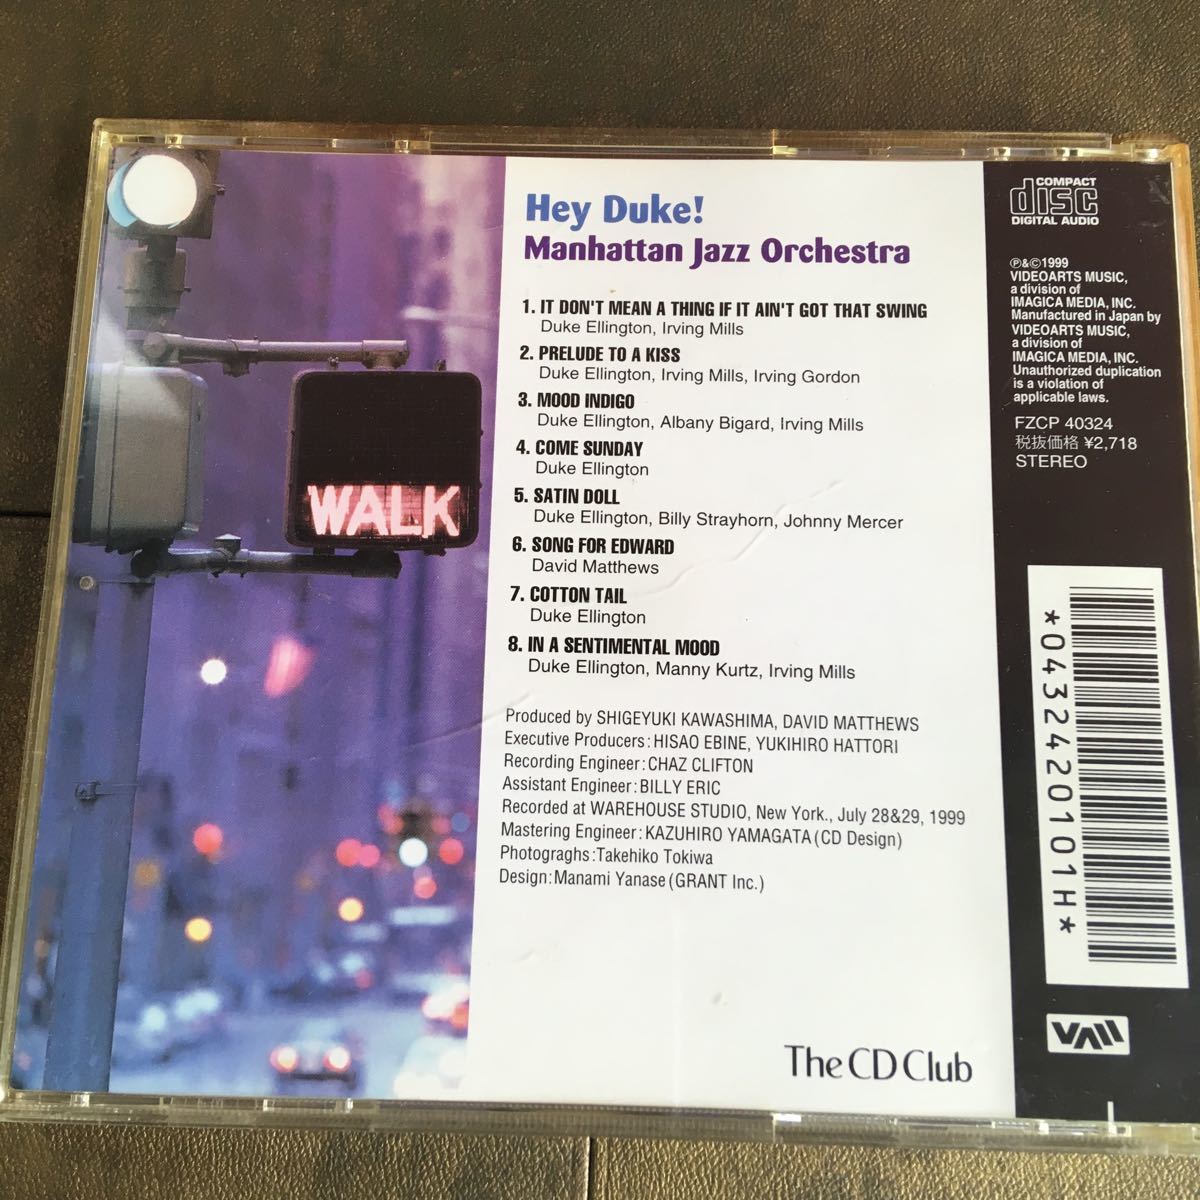 WALK
Hey Duke!
Manhattan Jazz Orchestra
1. IT DON'T MEAN A THING IF IT AIN'T GOT THAT SWING
Duke Ellington, Irving Mills
2. PRELUDE TO A KISS
Duke Ellington, Irving Mills, Irving Gordon
3. MOOD INDIGO
Duke Ellington, Albany Bigard, Irving Mills
4. COME SUNDAY
Duke Ellington
5. SATIN DOLL
Duke Ellington, Billy Strayhorn, Johnny Mercer
6. SONG FOR EDWARD
David Matthews
7. COTTON TAIL
Duke Ellington
8. IN A SENTIMENTAL MOOD
Duke Ellington, Manny Kurtz, Irving Mills
Produced by SHIGEYUKI KAWASHIMA, DAVID MATTHEWS
Executive Producers:HISAO EBINE, YUKIHIRO HATTORI
Recording Engineer:CHAZ CLIFTON
Assistant Engineer:BILLY ERIC
Recorded at WAREHOUSE STUDIO, New York., July 28&29, 1999
Mastering Engineer:KAZUHIRO YAMAGATA(CD Design)
Photograghs:Takehiko Tokiwa
Design:Manami Yanase(GRANT Inc.)
The CD Club
COMPACT
disc
DIGITAL AUDIO
℗&©1999
VIDEOARTS MUSIC,
a division of
IMAGICA MEDIA, INC.
Manufactured in Japan by
VIDEOARTS MUSIC,
a division of
IMAGICA MEDIA, INC.
Unauthorized duplication
is a violation of
applicable laws.
FZCP 40324
税抜価格 ¥2,718
STEREO
*0432420101H*